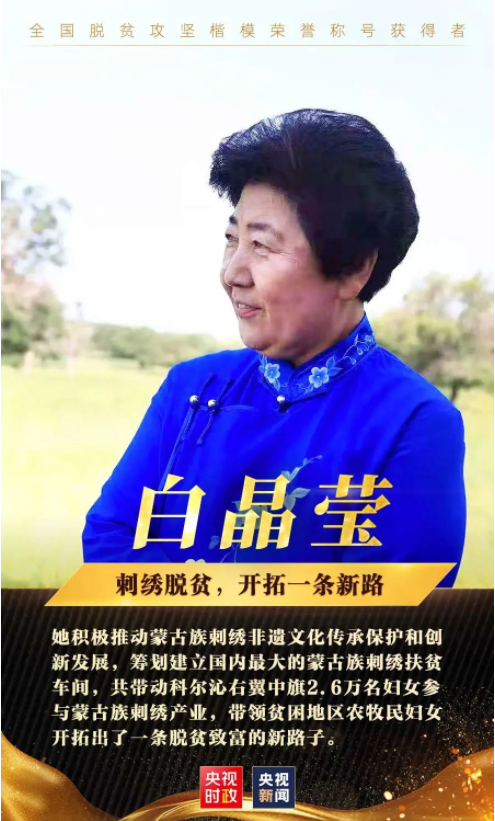 全国脱贫攻坚楷模荣誉称号获得者
白晶莹
刺绣脱贫，开拓一条新路
她积极推动蒙古族刺绣非遗文化传承保护和创
新发展，筹划建立国内最大的蒙古族刺绣扶贫
车间，共带动科尔沁右翼中旗2.6万名妇女参
与蒙古族刺绣产业，带领贫困地区农牧民妇女
开拓出了一条脱贫致富的新路子。
央视
时政
央视
新闻